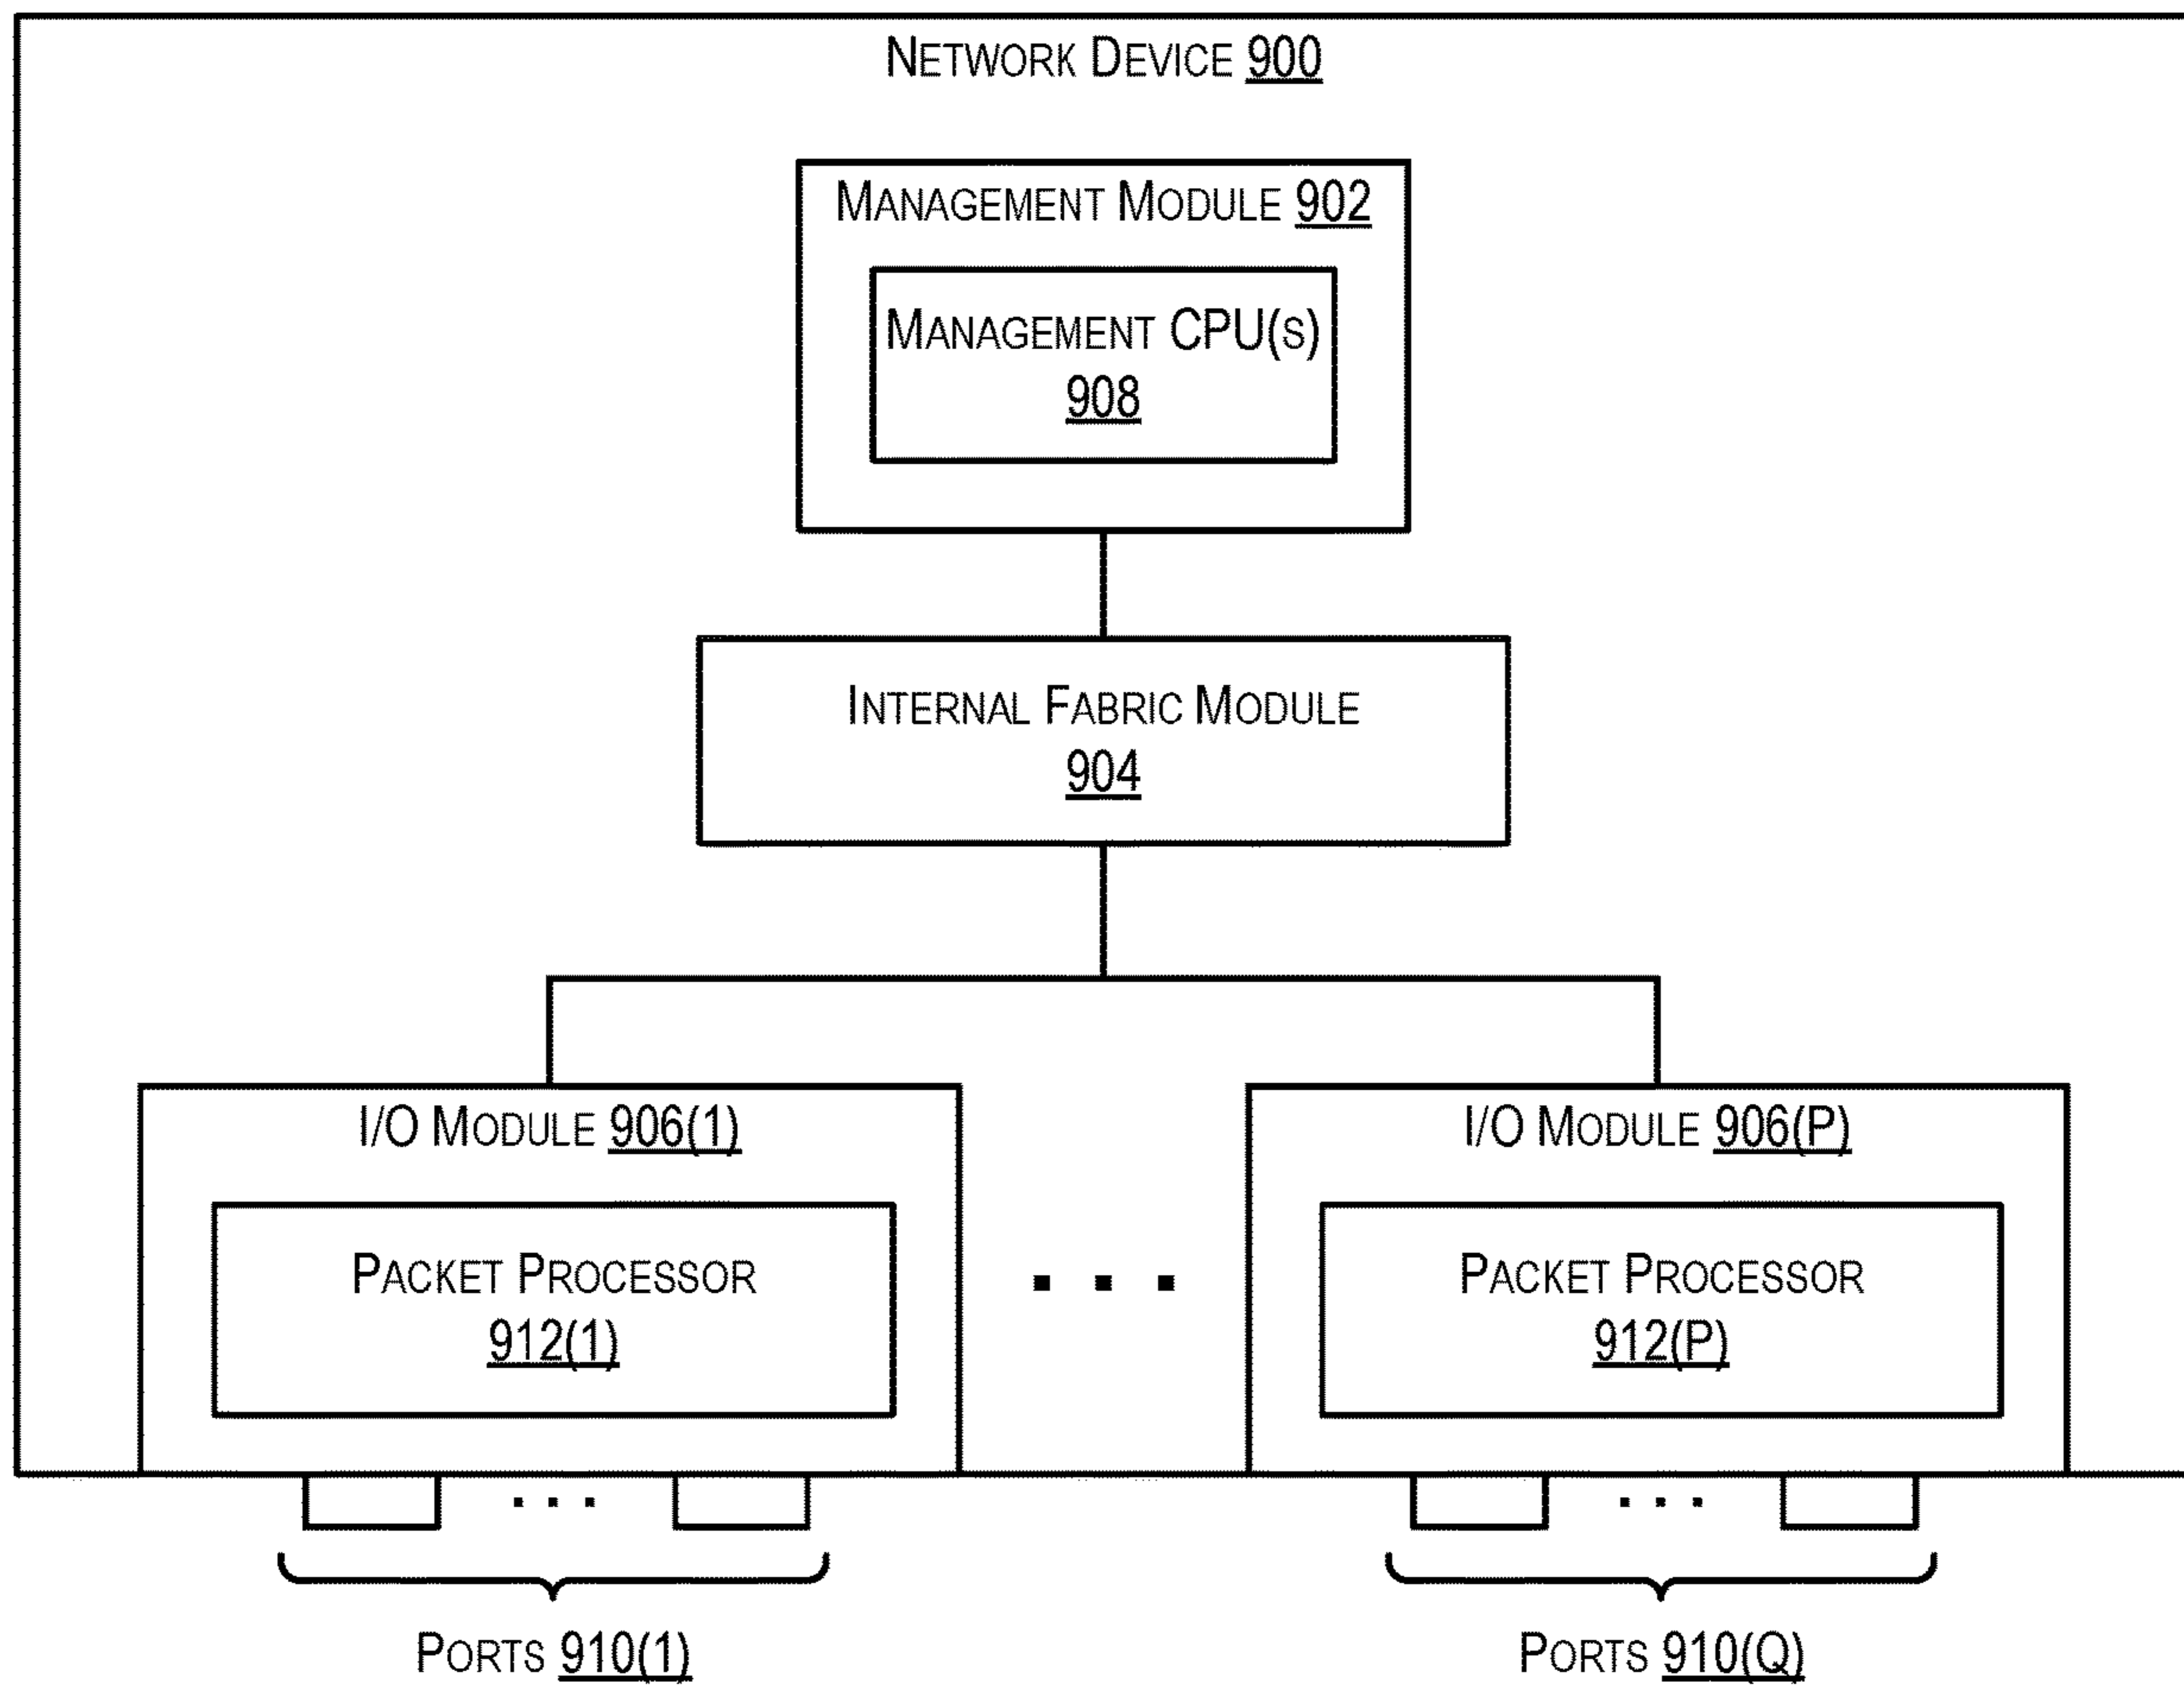 NETWORK DEVICE 900
MANAGEMENT MODULE 902
MANAGEMENT CPU(S)
908
INTERNAL FABRIC MODULE
904
I/O MODULE 906(1)
I/O MODULE 906(P)
PACKET PROCESSOR
912(1)
PACKET PROCESSOR
912(P)
PORTS 910(1)
PORTS 910(Q)